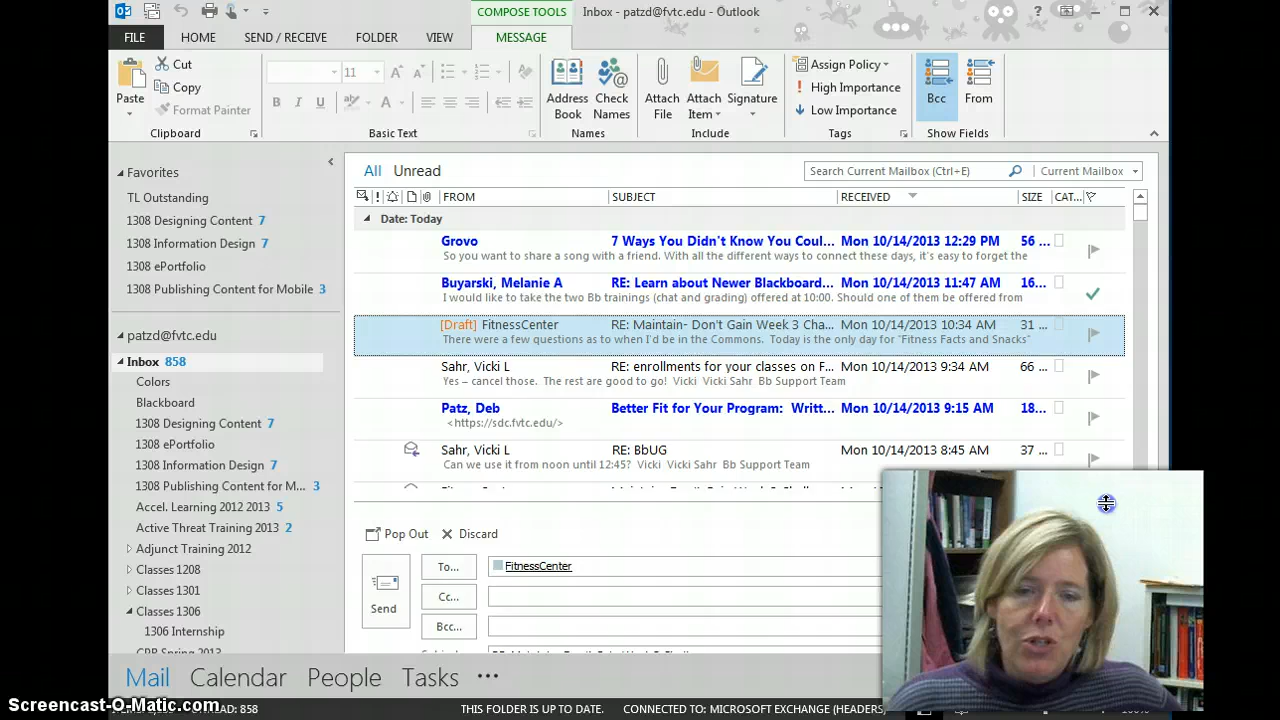 COMPOSE TOOLS
Inbox - patzd@fvtc.edu - Outlook
?
FILE HOME SEND / RECEIVE FOLDER VIEW MESSAGE
Cut
Copy
Format Painter
Paste
Clipboard
11
B I U
A
Basic Text
Address Book
Check Names
Names
Attach File
Attach Item
Signature
Include
Assign Policy
High Importance
Low Importance
Tags
Bcc
From
Show Fields
Favorites
TL Outstanding
1308 Designing Content 7
1308 Information Design 7
1308 ePortfolio
1308 Publishing Content for Mobile 3
patzd@fvtc.edu
Inbox 858
Colors
Blackboard
1308 Designing Content 7
1308 ePortfolio
1308 Information Design 7
1308 Publishing Content for M... 3
Accel. Learning 2012 2013 5
Active Threat Training 2013 2
Adjunct Training 2012
Classes 1208
Classes 1301
Classes 1306
1306 Internship
All Unread
Search Current Mailbox (Ctrl+E)
Current Mailbox
! FROM SUBJECT RECEIVED SIZE CAT...
Date: Today
Grovo 7 Ways You Didn't Know You Coul... Mon 10/14/2013 12:29 PM 56 ...
So you want to share a song with a friend. With all the different ways to connect these days, it's easy to forget the
Buyarski, Melanie A RE: Learn about Newer Blackboard... Mon 10/14/2013 11:47 AM 16...
I would like to take the two Bb trainings (chat and grading) offered at 10:00. Should one of them be offered from
[Draft] FitnessCenter RE: Maintain- Don't Gain Week 3 Cha... Mon 10/14/2013 10:34 AM 31 ...
There were a few questions as to when I'd be in the Commons. Today is the only day for "Fitness Facts and Snacks"
Sahr, Vicki L RE: enrollments for your classes on F... Mon 10/14/2013 9:34 AM 66 ...
Yes – cancel those. The rest are good to go! Vicki Vicki Sahr Bb Support Team
Patz, Deb Better Fit for Your Program: Writt... Mon 10/14/2013 9:15 AM 18...
<https://sdc.fvtc.edu/>
Sahr, Vicki L RE: BbUG Mon 10/14/2013 8:45 AM 37 ...
Can we use it from noon until 12:45? Vicki Vicki Sahr Bb Support Team
Pop Out Discard
Send
To... FitnessCenter
Cc...
Bcc...
Mail Calendar People Tasks ...
Screencast-O-Matic.com
858
THIS FOLDER IS UP TO DATE. CONNECTED TO: MICROSOFT EXCHANGE (HEADERS)